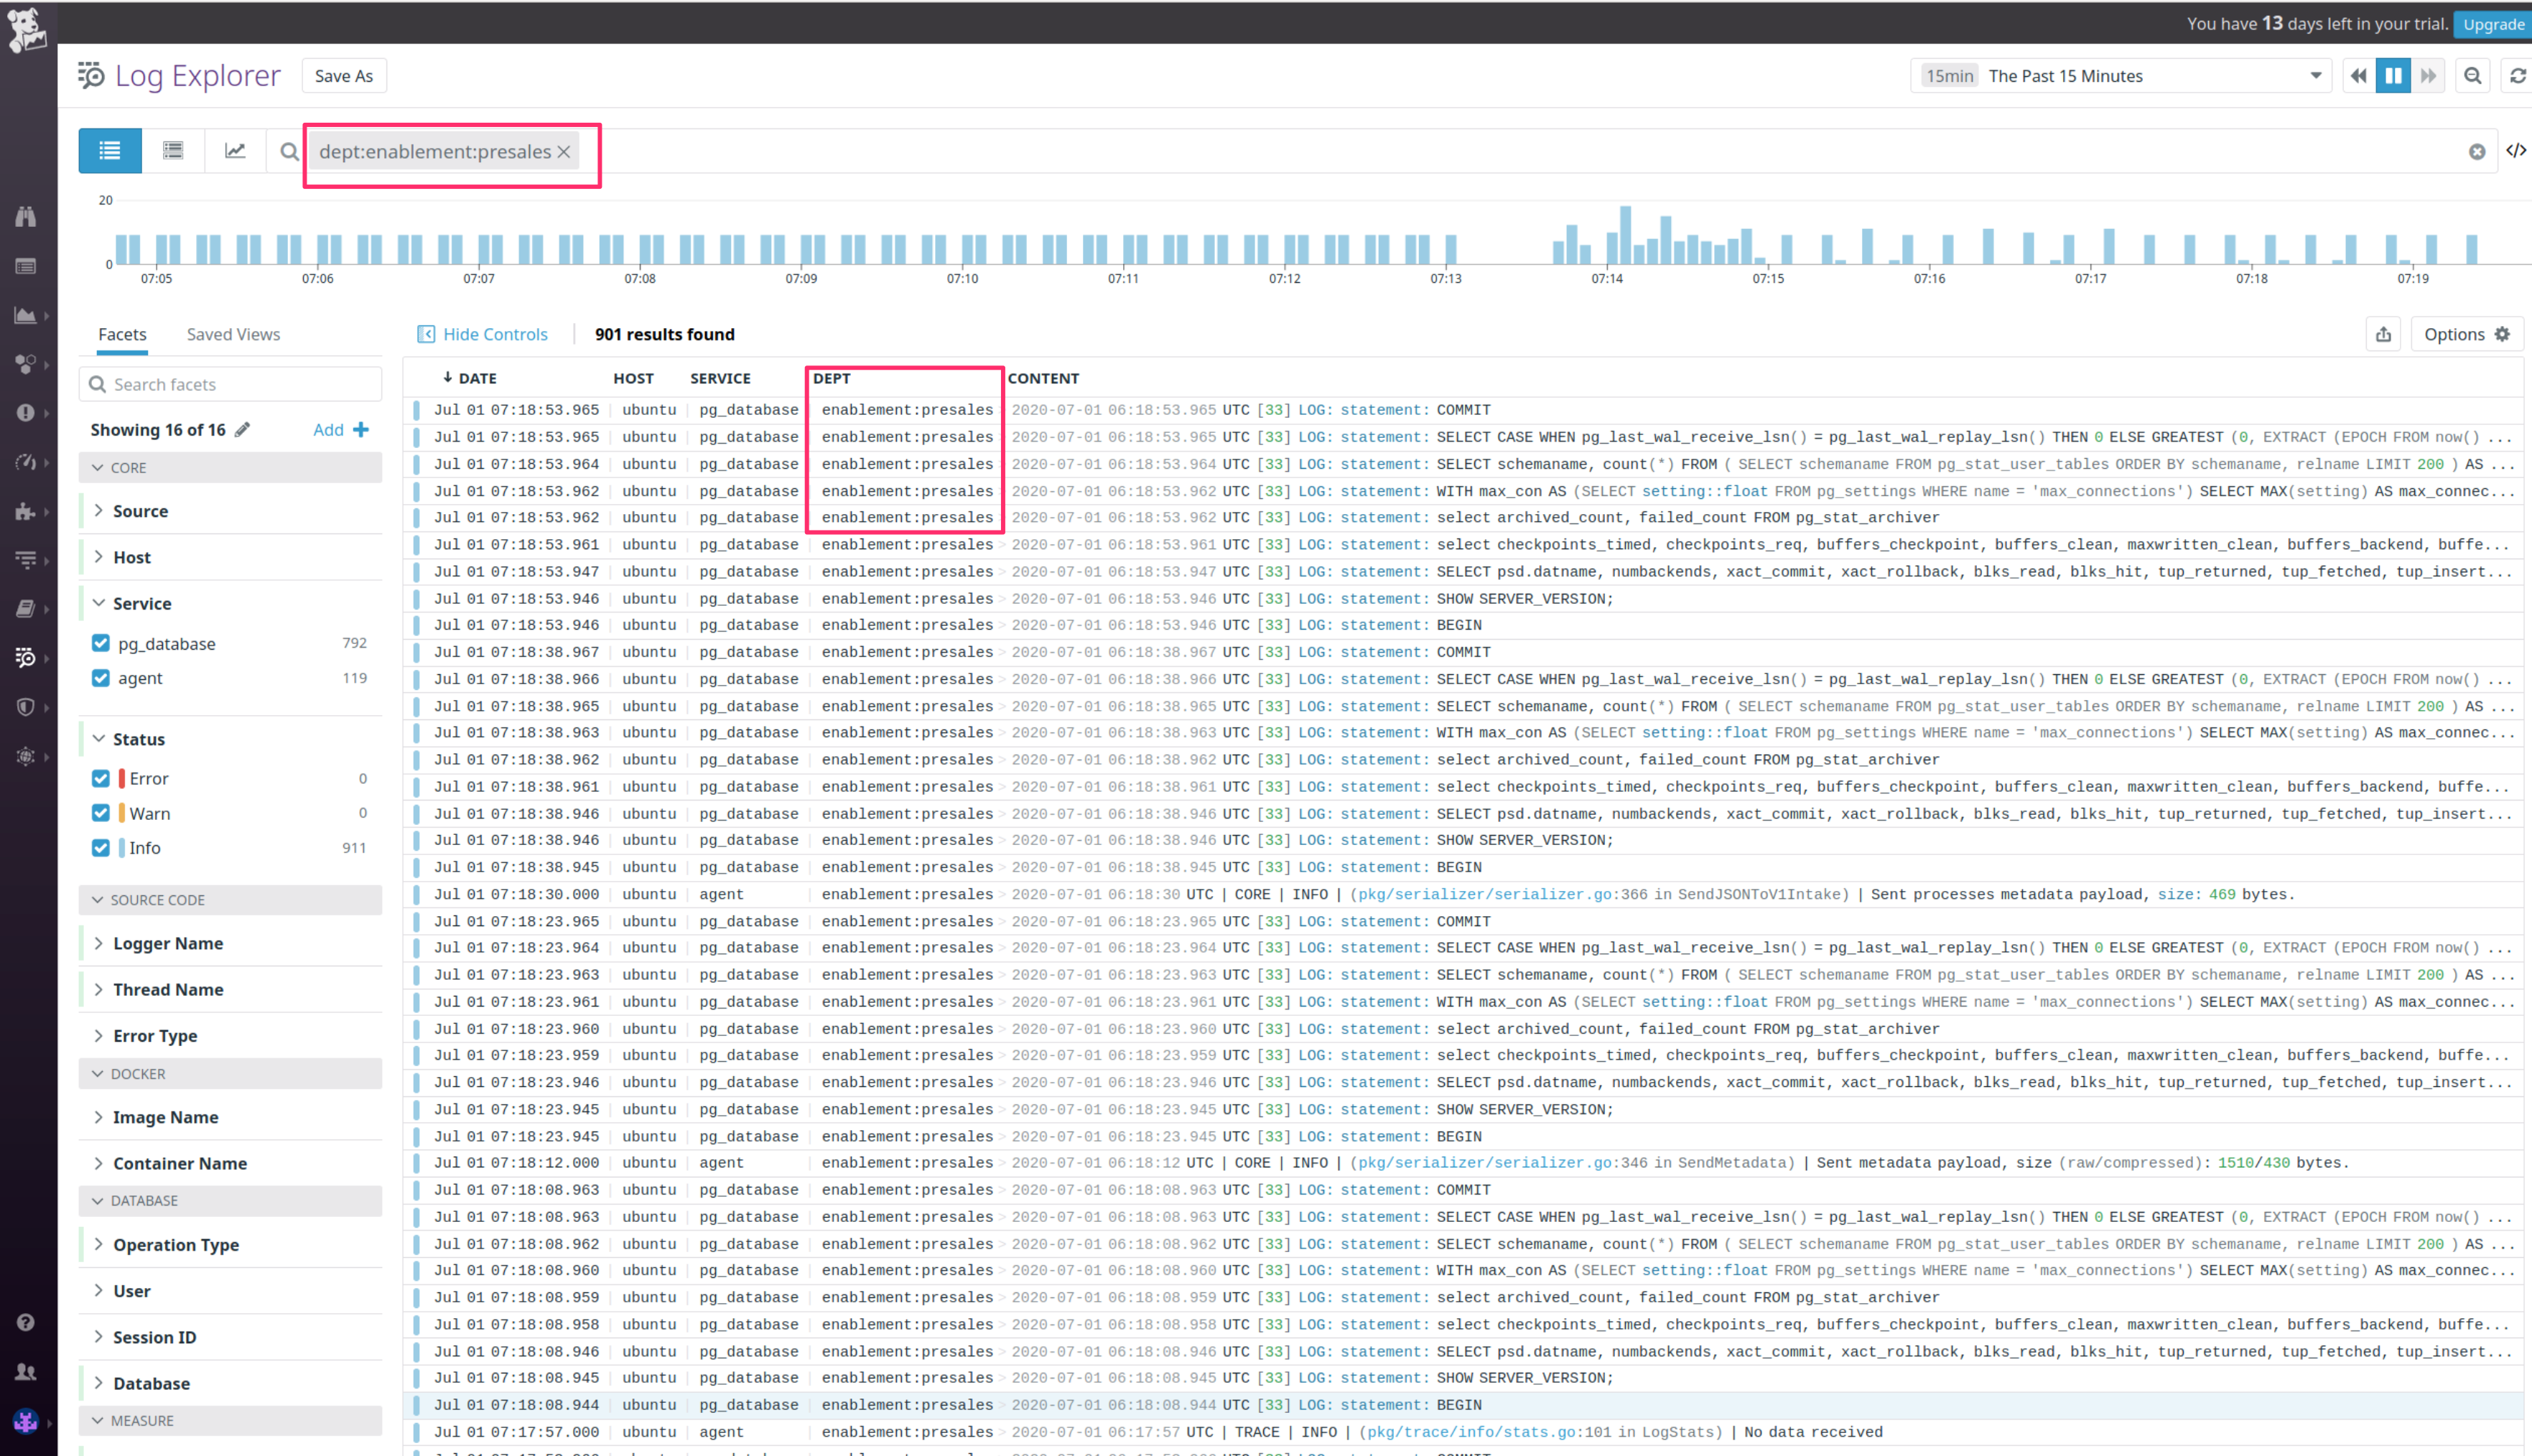 You have 13 days left in your trial. Upgrade
Log Explorer Save As 15min The Past 15 Minutes
dept:enablement:presales </>
20
0
07:05 07:06 07:07 07:08 07:09 07:10 07:11 07:12 07:13 07:14 07:15 07:16 07:17 07:18 07:19
Facets Saved Views Hide Controls 901 results found Options
Search facets
Showing 16 of 16 Add
CORE
Source
Host
Service
pg_database 792
agent 119
Status
Error 0
Warn 0
Info 911
SOURCE CODE
Logger Name
Thread Name
Error Type
DOCKER
Image Name
Container Name
DATABASE
Operation Type
User
Session ID
Database
MEASURE
DATE HOST SERVICE DEPT CONTENT
Jul 01 07:18:53.965 ubuntu pg_database enablement:presales 2020-07-01 06:18:53.965 UTC [33] LOG: statement: COMMIT
Jul 01 07:18:53.965 ubuntu pg_database enablement:presales 2020-07-01 06:18:53.965 UTC [33] LOG: statement: SELECT CASE WHEN pg_last_wal_receive_lsn() = pg_last_wal_replay_lsn() THEN 0 ELSE GREATEST (0, EXTRACT (EPOCH FROM now() ...
Jul 01 07:18:53.964 ubuntu pg_database enablement:presales 2020-07-01 06:18:53.964 UTC [33] LOG: statement: SELECT schemaname, count(*) FROM ( SELECT schemaname FROM pg_stat_user_tables ORDER BY schemaname, relname LIMIT 200 ) AS ...
Jul 01 07:18:53.962 ubuntu pg_database enablement:presales 2020-07-01 06:18:53.962 UTC [33] LOG: statement: WITH max_con AS (SELECT setting::float FROM pg_settings WHERE name = 'max_connections') SELECT MAX(setting) AS max_connec...
Jul 01 07:18:53.962 ubuntu pg_database enablement:presales 2020-07-01 06:18:53.962 UTC [33] LOG: statement: select archived_count, failed_count FROM pg_stat_archiver
Jul 01 07:18:53.961 ubuntu pg_database enablement:presales 2020-07-01 06:18:53.961 UTC [33] LOG: statement: select checkpoints_timed, checkpoints_req, buffers_checkpoint, buffers_clean, maxwritten_clean, buffers_backend, buffe...
Jul 01 07:18:53.947 ubuntu pg_database enablement:presales 2020-07-01 06:18:53.947 UTC [33] LOG: statement: SELECT psd.datname, numbackends, xact_commit, xact_rollback, blks_read, blks_hit, tup_returned, tup_fetched, tup_insert...
Jul 01 07:18:53.946 ubuntu pg_database enablement:presales 2020-07-01 06:18:53.946 UTC [33] LOG: statement: SHOW SERVER_VERSION;
Jul 01 07:18:53.946 ubuntu pg_database enablement:presales 2020-07-01 06:18:53.946 UTC [33] LOG: statement: BEGIN
Jul 01 07:18:38.967 ubuntu pg_database enablement:presales 2020-07-01 06:18:38.967 UTC [33] LOG: statement: COMMIT
Jul 01 07:18:38.966 ubuntu pg_database enablement:presales 2020-07-01 06:18:38.966 UTC [33] LOG: statement: SELECT CASE WHEN pg_last_wal_receive_lsn() = pg_last_wal_replay_lsn() THEN 0 ELSE GREATEST (0, EXTRACT (EPOCH FROM now() ...
Jul 01 07:18:38.965 ubuntu pg_database enablement:presales 2020-07-01 06:18:38.965 UTC [33] LOG: statement: SELECT schemaname, count(*) FROM ( SELECT schemaname FROM pg_stat_user_tables ORDER BY schemaname, relname LIMIT 200 ) AS ...
Jul 01 07:18:38.963 ubuntu pg_database enablement:presales 2020-07-01 06:18:38.963 UTC [33] LOG: statement: WITH max_con AS (SELECT setting::float FROM pg_settings WHERE name = 'max_connections') SELECT MAX(setting) AS max_connec...
Jul 01 07:18:38.962 ubuntu pg_database enablement:presales 2020-07-01 06:18:38.962 UTC [33] LOG: statement: select archived_count, failed_count FROM pg_stat_archiver
Jul 01 07:18:38.961 ubuntu pg_database enablement:presales 2020-07-01 06:18:38.961 UTC [33] LOG: statement: select checkpoints_timed, checkpoints_req, buffers_checkpoint, buffers_clean, maxwritten_clean, buffers_backend, buffe...
Jul 01 07:18:38.946 ubuntu pg_database enablement:presales 2020-07-01 06:18:38.946 UTC [33] LOG: statement: SELECT psd.datname, numbackends, xact_commit, xact_rollback, blks_read, blks_hit, tup_returned, tup_fetched, tup_insert...
Jul 01 07:18:38.946 ubuntu pg_database enablement:presales 2020-07-01 06:18:38.946 UTC [33] LOG: statement: SHOW SERVER_VERSION;
Jul 01 07:18:38.945 ubuntu pg_database enablement:presales 2020-07-01 06:18:38.945 UTC [33] LOG: statement: BEGIN
Jul 01 07:18:30.000 ubuntu agent enablement:presales 2020-07-01 06:18:30 UTC | CORE | INFO | (pkg/serializer/serializer.go:366 in SendJSONToV1Intake) | Sent processes metadata payload, size: 469 bytes.
Jul 01 07:18:23.965 ubuntu pg_database enablement:presales 2020-07-01 06:18:23.965 UTC [33] LOG: statement: COMMIT
Jul 01 07:18:23.964 ubuntu pg_database enablement:presales 2020-07-01 06:18:23.964 UTC [33] LOG: statement: SELECT CASE WHEN pg_last_wal_receive_lsn() = pg_last_wal_replay_lsn() THEN 0 ELSE GREATEST (0, EXTRACT (EPOCH FROM now() ...
Jul 01 07:18:23.963 ubuntu pg_database enablement:presales 2020-07-01 06:18:23.963 UTC [33] LOG: statement: SELECT schemaname, count(*) FROM ( SELECT schemaname FROM pg_stat_user_tables ORDER BY schemaname, relname LIMIT 200 ) AS ...
Jul 01 07:18:23.961 ubuntu pg_database enablement:presales 2020-07-01 06:18:23.961 UTC [33] LOG: statement: WITH max_con AS (SELECT setting::float FROM pg_settings WHERE name = 'max_connections') SELECT MAX(setting) AS max_connec...
Jul 01 07:18:23.960 ubuntu pg_database enablement:presales 2020-07-01 06:18:23.960 UTC [33] LOG: statement: select archived_count, failed_count FROM pg_stat_archiver
Jul 01 07:18:23.959 ubuntu pg_database enablement:presales 2020-07-01 06:18:23.959 UTC [33] LOG: statement: select checkpoints_timed, checkpoints_req, buffers_checkpoint, buffers_clean, maxwritten_clean, buffers_backend, buffe...
Jul 01 07:18:23.946 ubuntu pg_database enablement:presales 2020-07-01 06:18:23.946 UTC [33] LOG: statement: SELECT psd.datname, numbackends, xact_commit, xact_rollback, blks_read, blks_hit, tup_returned, tup_fetched, tup_insert...
Jul 01 07:18:23.945 ubuntu pg_database enablement:presales 2020-07-01 06:18:23.945 UTC [33] LOG: statement: SHOW SERVER_VERSION;
Jul 01 07:18:23.945 ubuntu pg_database enablement:presales 2020-07-01 06:18:23.945 UTC [33] LOG: statement: BEGIN
Jul 01 07:18:12.000 ubuntu agent enablement:presales 2020-07-01 06:18:12 UTC | CORE | INFO | (pkg/serializer/serializer.go:346 in SendMetadata) | Sent metadata payload, size (raw/compressed): 1510/430 bytes.
Jul 01 07:18:08.963 ubuntu pg_database enablement:presales 2020-07-01 06:18:08.963 UTC [33] LOG: statement: COMMIT
Jul 01 07:18:08.963 ubuntu pg_database enablement:presales 2020-07-01 06:18:08.963 UTC [33] LOG: statement: SELECT CASE WHEN pg_last_wal_receive_lsn() = pg_last_wal_replay_lsn() THEN 0 ELSE GREATEST (0, EXTRACT (EPOCH FROM now() ...
Jul 01 07:18:08.962 ubuntu pg_database enablement:presales 2020-07-01 06:18:08.962 UTC [33] LOG: statement: SELECT schemaname, count(*) FROM ( SELECT schemaname FROM pg_stat_user_tables ORDER BY schemaname, relname LIMIT 200 ) AS ...
Jul 01 07:18:08.960 ubuntu pg_database enablement:presales 2020-07-01 06:18:08.960 UTC [33] LOG: statement: WITH max_con AS (SELECT setting::float FROM pg_settings WHERE name = 'max_connections') SELECT MAX(setting) AS max_connec...
Jul 01 07:18:08.959 ubuntu pg_database enablement:presales 2020-07-01 06:18:08.959 UTC [33] LOG: statement: select archived_count, failed_count FROM pg_stat_archiver
Jul 01 07:18:08.958 ubuntu pg_database enablement:presales 2020-07-01 06:18:08.958 UTC [33] LOG: statement: select checkpoints_timed, checkpoints_req, buffers_checkpoint, buffers_clean, maxwritten_clean, buffers_backend, buffe...
Jul 01 07:18:08.946 ubuntu pg_database enablement:presales 2020-07-01 06:18:08.946 UTC [33] LOG: statement: SELECT psd.datname, numbackends, xact_commit, xact_rollback, blks_read, blks_hit, tup_returned, tup_fetched, tup_insert...
Jul 01 07:18:08.945 ubuntu pg_database enablement:presales 2020-07-01 06:18:08.945 UTC [33] LOG: statement: SHOW SERVER_VERSION;
Jul 01 07:18:08.944 ubuntu pg_database enablement:presales 2020-07-01 06:18:08.944 UTC [33] LOG: statement: BEGIN
Jul 01 07:17:57.000 ubuntu agent enablement:presales 2020-07-01 06:17:57 UTC | TRACE | INFO | (pkg/trace/info/stats.go:101 in LogStats) | No data received